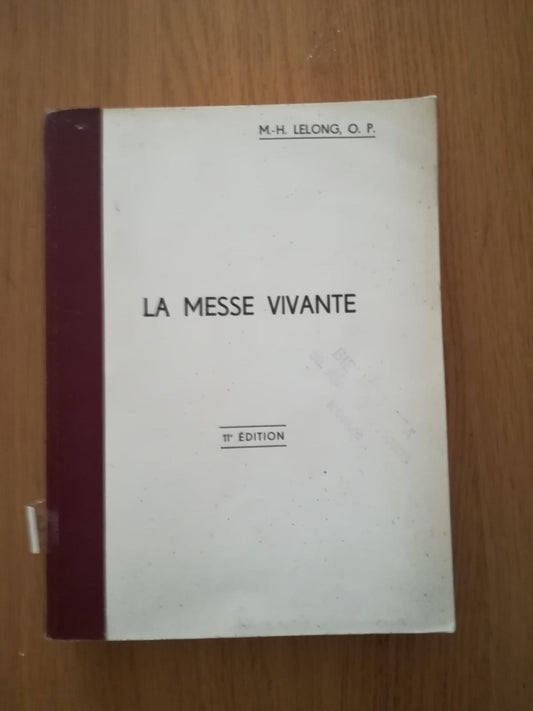 M.-H. LELONG, O. P.
LA MESSE VIVANTE
11e ÉDITION